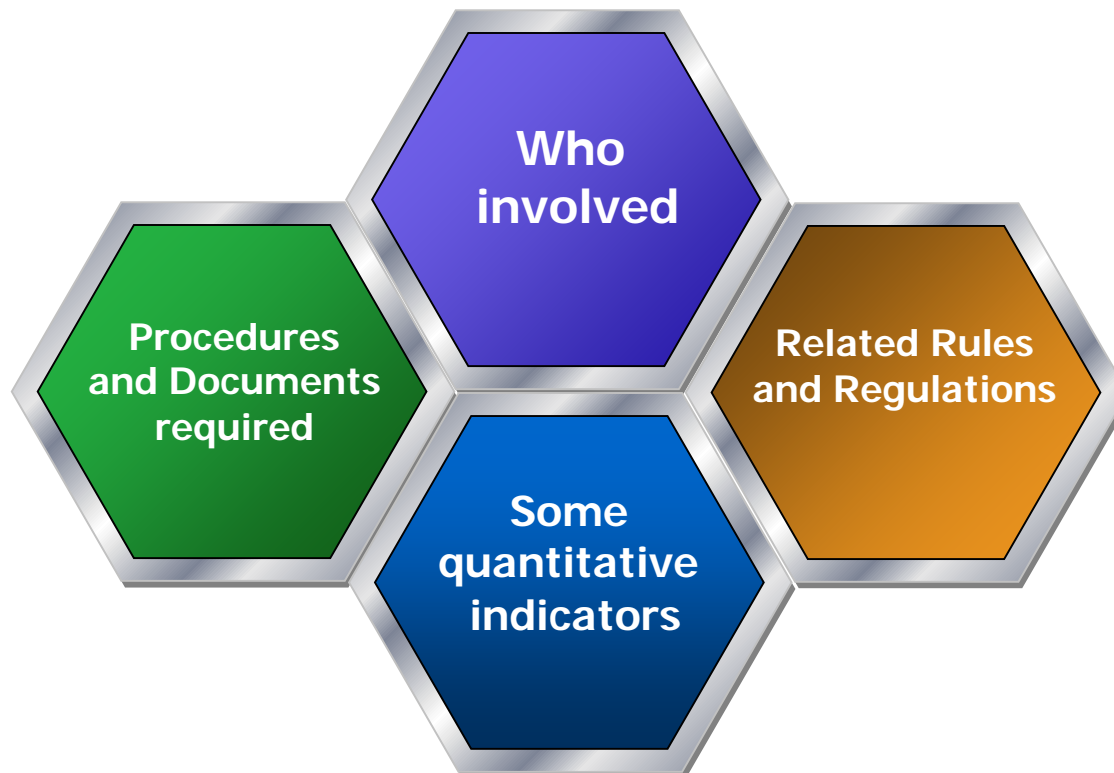 Who
involved
Procedures
and Documents
required
Related Rules
and Regulations
Some
quantitative
indicators